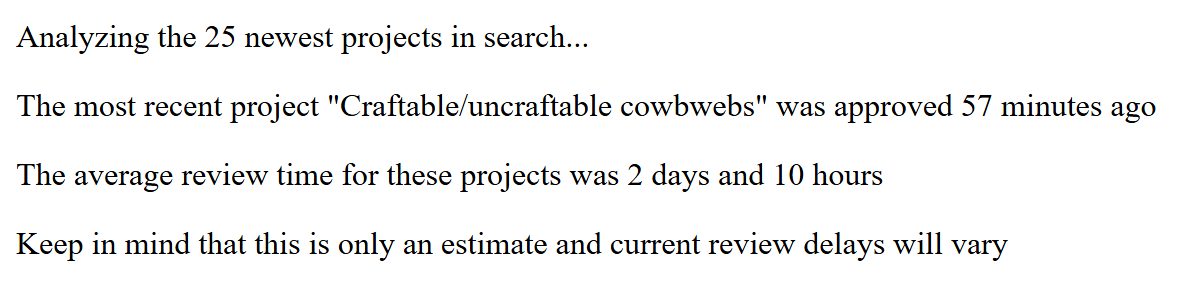 Analyzing the 25 newest projects in search...
The most recent project "Craftable/uncraftable cowbwebs" was approved 57 minutes ago
The average review time for these projects was 2 days and 10 hours
Keep in mind that this is only an estimate and current review delays will vary